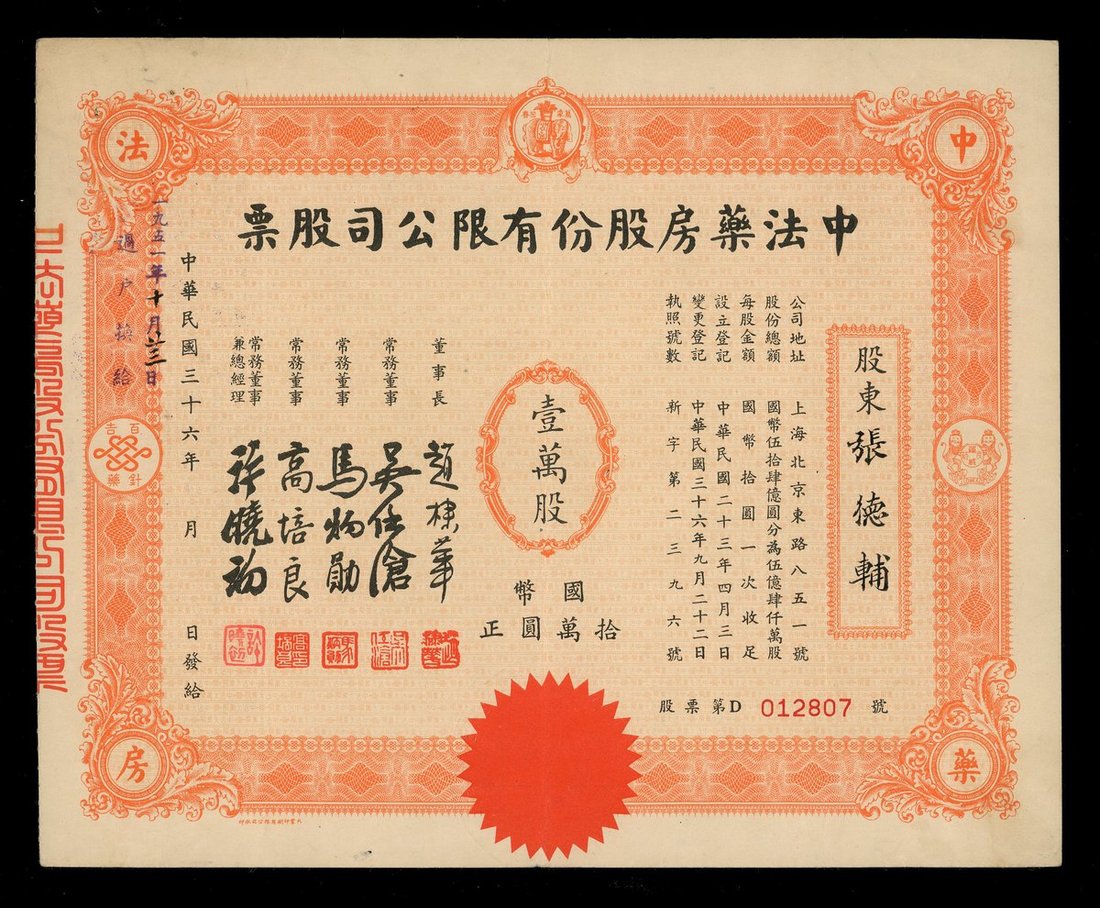 中法藥房股份有限公司股票
中
法
藥
房
股東 張德輔
公司地址 上海北京東路八五一號
股份總額 國幣伍拾肆億圓分為伍億肆仟萬股
每股金額 國幣拾圓一次收足
設立登記 中華民國二十三年四月三日
變更登記 中華民國三十六年九月二十二日
執照號數 新字第二三九六號
股票第D 012807 號
壹萬股
國幣
拾萬圓正
董事長 趙棣華
常務董事 吳任滄
常務董事 馬炳勛
常務董事 高培良
常務董事兼總經理 許曉初
中華民國三十六年 月 日發給
一九五一年十月廿三日
過戶換給
百吉
針藥